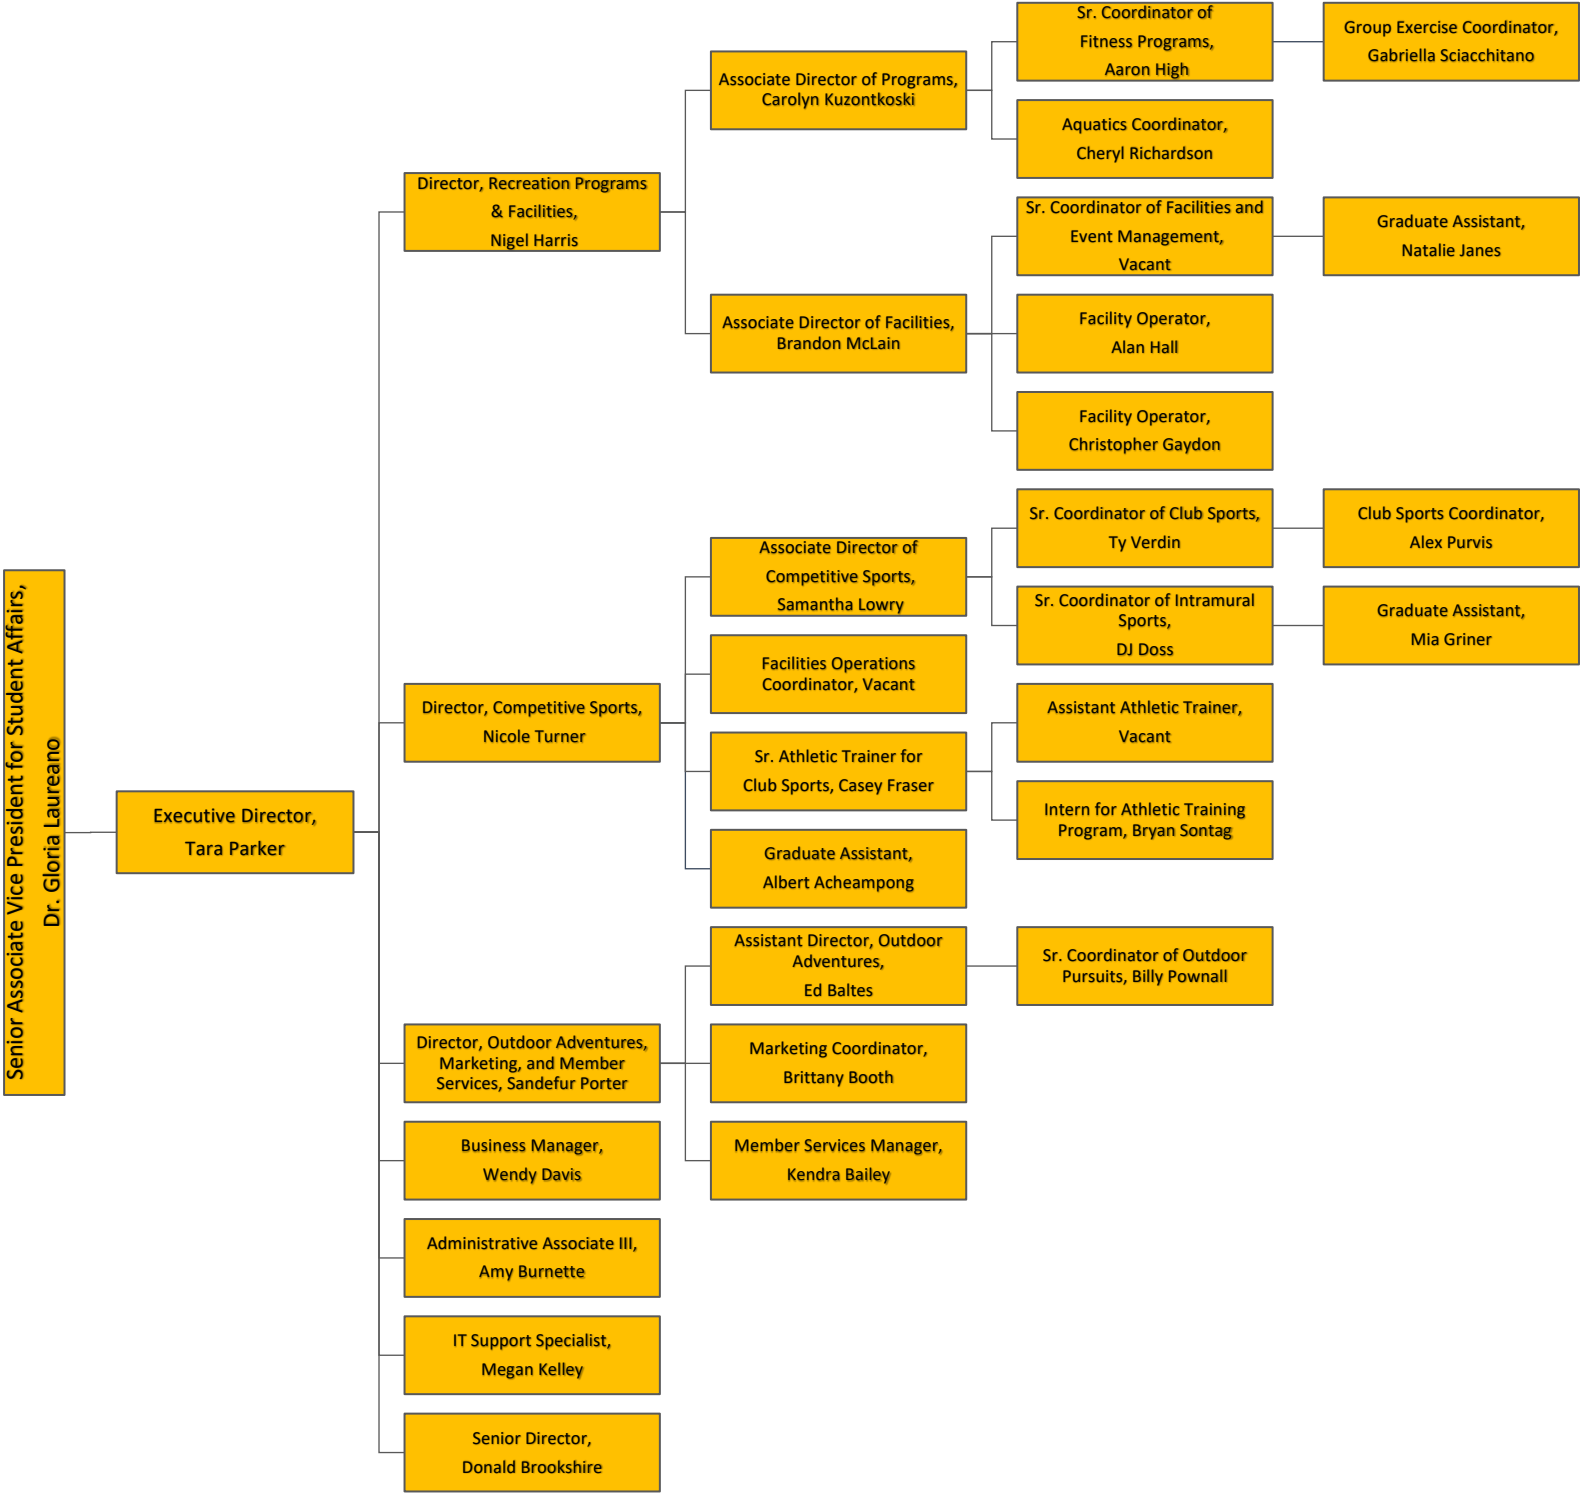 Senior Associate Vice President for Student Affairs,
Dr. Gloria Laureano
Executive Director,
Tara Parker
Director, Recreation Programs
& Facilities,
Nigel Harris
Associate Director of Programs,
Carolyn Kuzontkoski
Sr. Coordinator of
Fitness Programs,
Aaron High
Group Exercise Coordinator,
Gabriella Sciacchitano
Aquatics Coordinator,
Cheryl Richardson
Associate Director of Facilities,
Brandon McLain
Sr. Coordinator of Facilities and
Event Management,
Vacant
Graduate Assistant,
Natalie Janes
Facility Operator,
Alan Hall
Facility Operator,
Christopher Gaydon
Director, Competitive Sports,
Nicole Turner
Associate Director of
Competitive Sports,
Samantha Lowry
Sr. Coordinator of Club Sports,
Ty Verdin
Club Sports Coordinator,
Alex Purvis
Sr. Coordinator of Intramural
Sports,
DJ Doss
Graduate Assistant,
Mia Griner
Facilities Operations
Coordinator, Vacant
Sr. Athletic Trainer for
Club Sports, Casey Fraser
Assistant Athletic Trainer,
Vacant
Intern for Athletic Training
Program, Bryan Sontag
Graduate Assistant,
Albert Acheampong
Director, Outdoor Adventures,
Marketing, and Member
Services, Sandefur Porter
Assistant Director, Outdoor
Adventures,
Ed Baltes
Sr. Coordinator of Outdoor
Pursuits, Billy Pownall
Marketing Coordinator,
Brittany Booth
Member Services Manager,
Kendra Bailey
Business Manager,
Wendy Davis
Administrative Associate III,
Amy Burnette
IT Support Specialist,
Megan Kelley
Senior Director,
Donald Brookshire